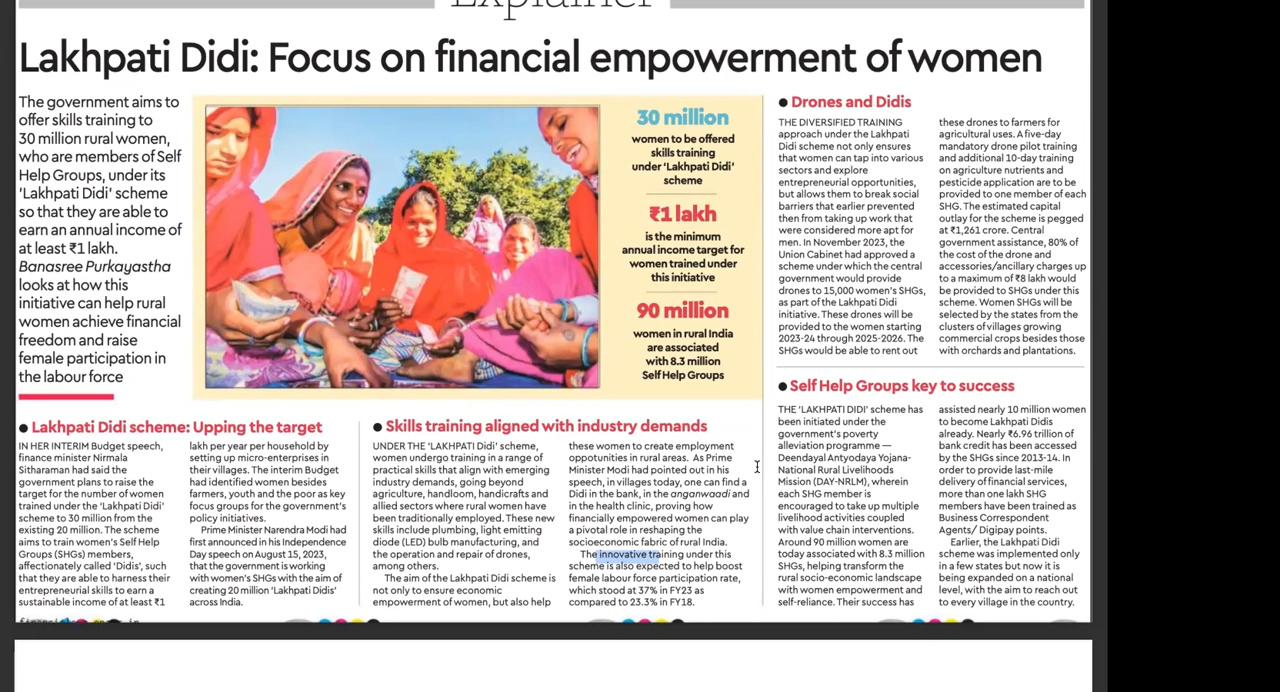 Explainer
Lakhpati Didi: Focus on financial empowerment of women
The government aims to
offer skills training to
30 million rural women,
who are members of Self
Help Groups, under its
'Lakhpati Didi' scheme
so that they are able to
earn an annual income of
at least ₹1 lakh.
Banasree Purkayastha
looks at how this
initiative can help rural
women achieve financial
freedom and raise
female participation in
the labour force
30 million
women to be offered
skills training
under 'Lakhpati Didi'
scheme
₹1 lakh
is the minimum
annual income target for
women trained under
this initiative
90 million
women in rural India
are associated
with 8.3 million
Self Help Groups
● Lakhpati Didi scheme: Upping the target
IN HER INTERIM Budget speech,
finance minister Nirmala
Sitharaman had said the
government plans to raise the
target for the number of women
trained under the 'Lakhpati Didi'
scheme to 30 million from the
existing 20 million. The scheme
aims to train women's Self Help
Groups (SHGs) members,
affectionately called 'Didis', such
that they are able to harness their
entrepreneurial skills to earn a
sustainable income of at least ₹1
lakh per year per household by
setting up micro-enterprises in
their villages. The interim Budget
had identified women besides
farmers, youth and the poor as key
focus groups for the government's
policy initiatives.
Prime Minister Narendra Modi had
first announced in his Independence
Day speech on August 15, 2023,
that the government is working
with women's SHGs with the aim of
creating 20 million 'Lakhpati Didis'
across India.
● Skills training aligned with industry demands
UNDER THE 'LAKHPATI Didi' scheme,
women undergo training in a range of
practical skills that align with emerging
industry demands, going beyond
agriculture, handloom, handicrafts and
allied sectors where rural women have
been traditionally employed. These new
skills include plumbing, light emitting
diode (LED) bulb manufacturing, and
the operation and repair of drones,
among others.
The aim of the Lakhpati Didi scheme is
not only to ensure economic
empowerment of women, but also help
these women to create employment
oppotunities in rural areas. As Prime
Minister Modi had pointed out in his
speech, in villages today, one can find a
Didi in the bank, in the anganwaadi and
in the health clinic, proving how
financially empowered women can play
a pivotal role in reshaping the
socioeconomic fabric of rural India.
The innovative training under this
scheme is also expected to help boost
female labour force participation rate,
which stood at 37% in FY23 as
compared to 23.3% in FY18.
● Drones and Didis
THE DIVERSIFIED TRAINING
approach under the Lakhpati
Didi scheme not only ensures
that women can tap into various
sectors and explore
entrepreneurial opportunities,
but allows them to break social
barriers that earlier prevented
then from taking up work that
were considered more apt for
men. In November 2023, the
Union Cabinet had approved a
scheme under which the central
government would provide
drones to 15,000 women's SHGs,
as part of the Lakhpati Didi
initiative. These drones will be
provided to the women starting
2023-24 through 2025-2026. The
SHGs would be able to rent out
these drones to farmers for
agricultural uses. A five-day
mandatory drone pilot training
and additional 10-day training
on agriculture nutrients and
pesticide application are to be
provided to one member of each
SHG. The estimated capital
outlay for the scheme is pegged
at ₹1,261 crore. Central
government assistance, 80% of
the cost of the drone and
accessories/ancillary charges up
to a maximum of ₹8 lakh would
be provided to SHGs under this
scheme. Women SHGs will be
selected by the states from the
clusters of villages growing
commercial crops besides those
with orchards and plantations.
● Self Help Groups key to success
THE 'LAKHPATI DIDI' scheme has
been initiated under the
government's poverty
alleviation programme —
Deendayal Antyodaya Yojana-
National Rural Livelihoods
Mission (DAY-NRLM), wherein
each SHG member is
encouraged to take up multiple
livelihood activities coupled
with value chain interventions.
Around 90 million women are
today associated with 8.3 million
SHGs, helping transform the
rural socio-economic landscape
with women empowerment and
self-reliance. Their success has
assisted nearly 10 million women
to become Lakhpati Didis
already. Nearly ₹6.96 trillion of
bank credit has been accessed
by the SHGs since 2013-14. In
order to provide last-mile
delivery of financial services,
more than one lakh SHG
members have been trained as
Business Correspondent
Agents/ Digipay points.
Earlier, the Lakhpati Didi
scheme was implemented only
in a few states but now it is
being expanded on a national
level, with the aim to reach out
to every village in the country.